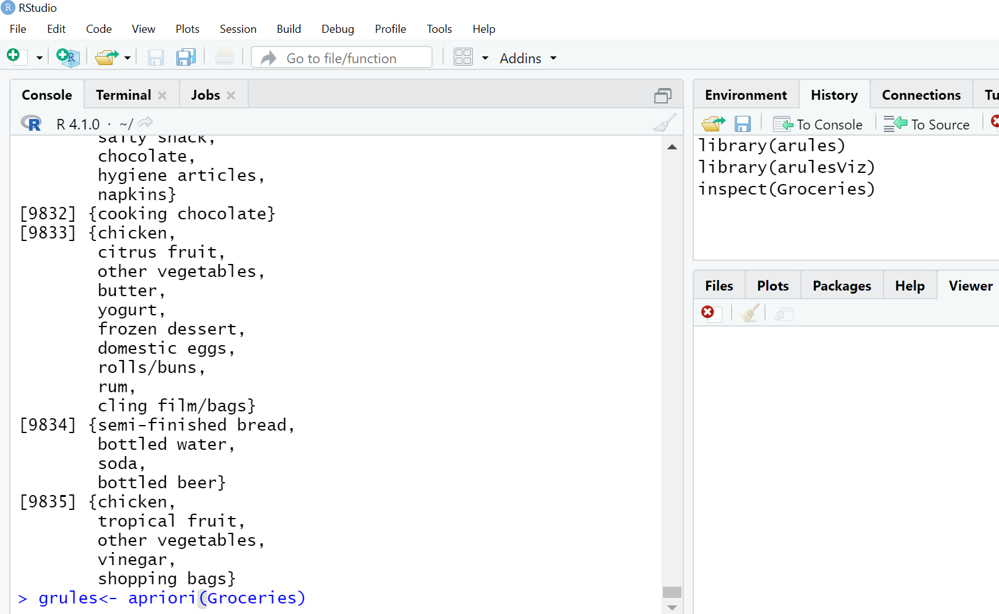 R RStudio
File Edit Code View Plots Session Build Debug Profile Tools Help
Go to file/function Addins
Console Terminal Jobs
R R 4.1.0 · ~/
salty snack,
chocolate,
hygiene articles,
napkins}
[9832] {cooking chocolate}
[9833] {chicken,
citrus fruit,
other vegetables,
butter,
yogurt,
frozen dessert,
domestic eggs,
rolls/buns,
rum,
cling film/bags}
[9834] {semi-finished bread,
bottled water,
soda,
bottled beer}
[9835] {chicken,
tropical fruit,
other vegetables,
vinegar,
shopping bags}
> grules<- apriori(Groceries)
Environment History Connections Tu
To Console To Source
library(arules)
library(arulesViz)
inspect(Groceries)
Files Plots Packages Help Viewer